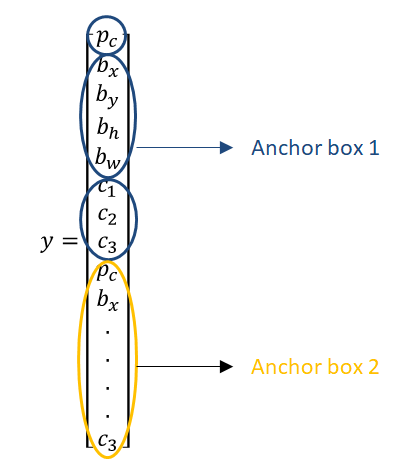 p_c
b_x
b_y
b_h
b_w
Anchor box 1
c_1
c_2
y = c_3
p_c
b_x
.
.
.
.
Anchor box 2
c_3